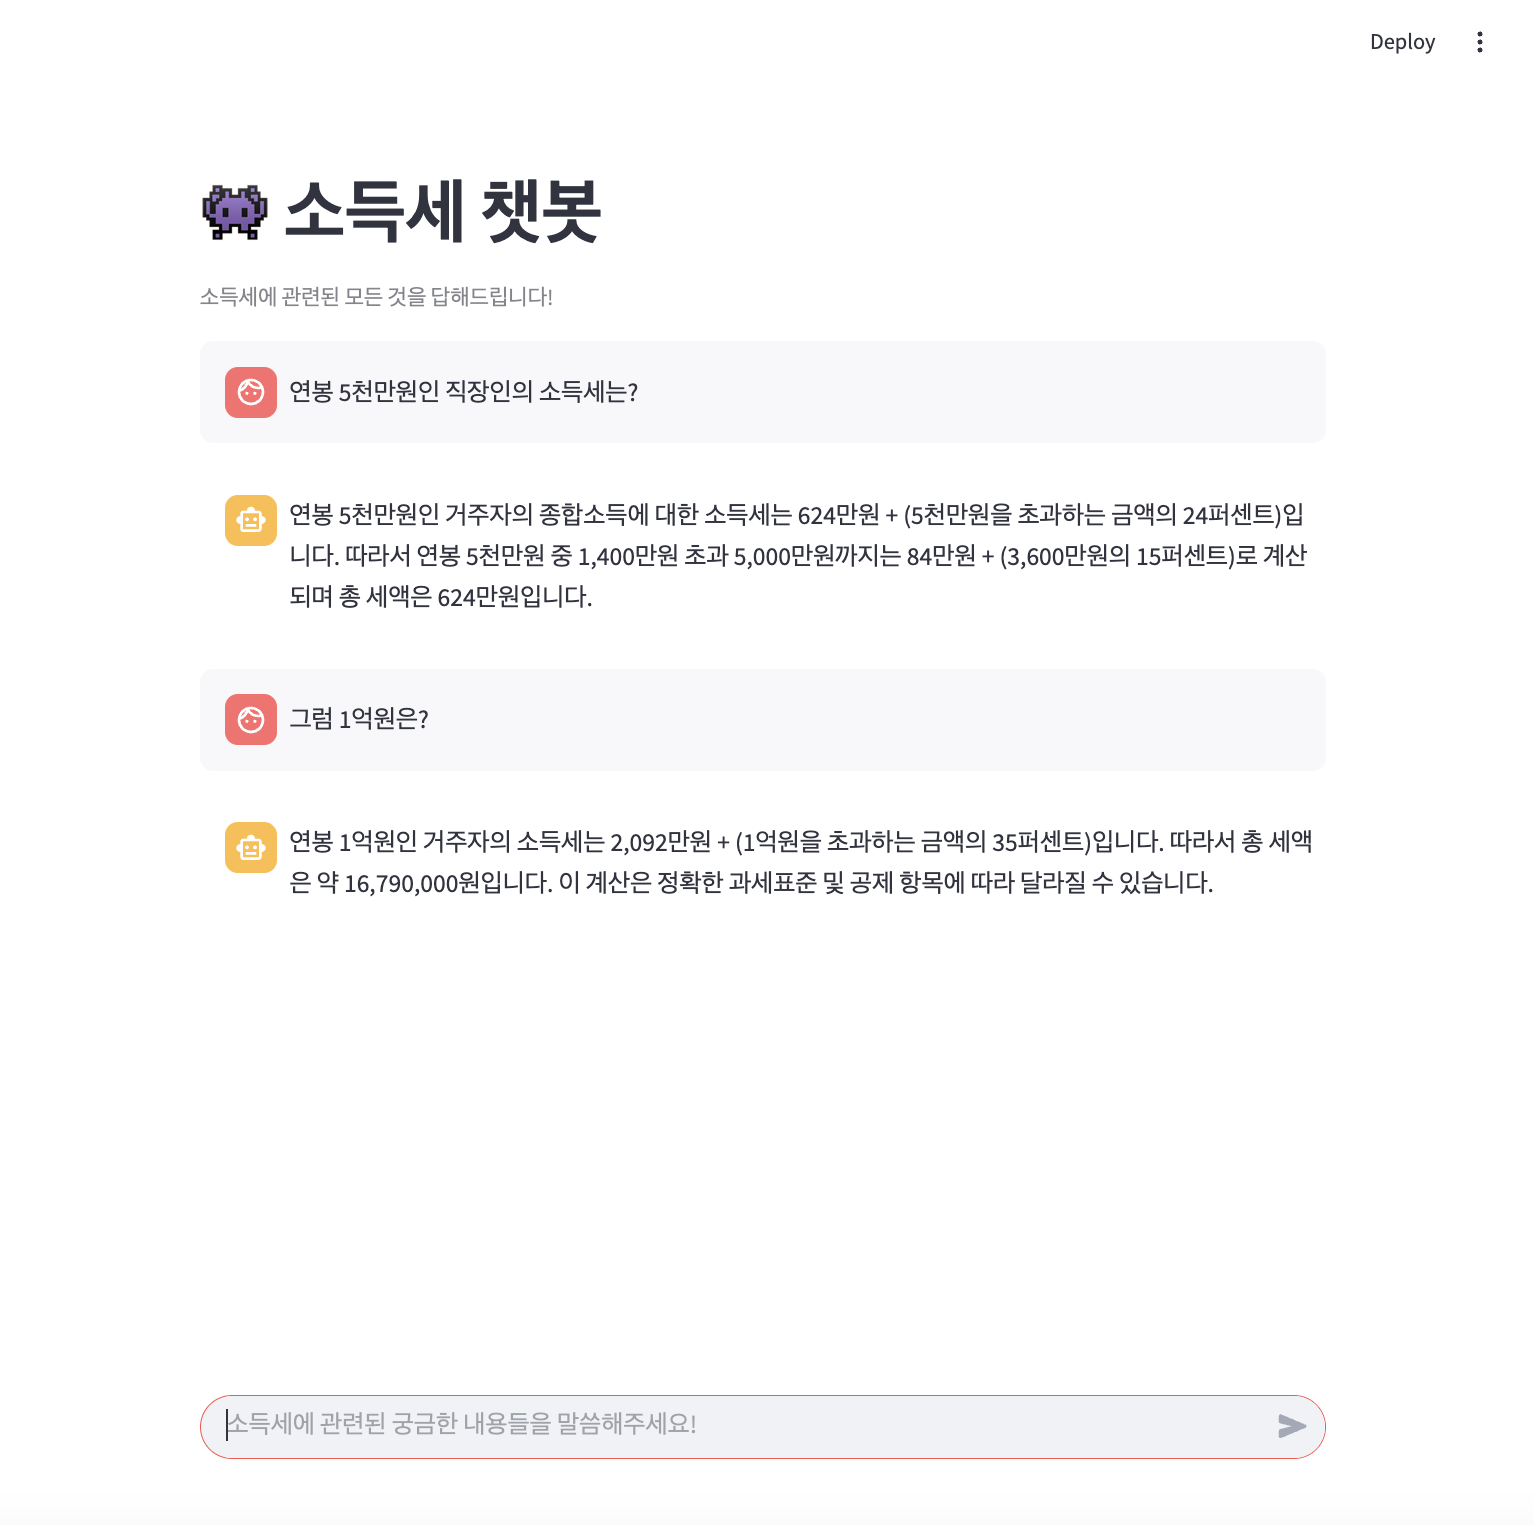 Deploy
소득세 챗봇
소득세에 관련된 모든 것을 답해드립니다!
연봉 5천만원인 직장인의 소득세는?
연봉 5천만원인 거주자의 종합소득에 대한 소득세는 624만원 + (5천만원을 초과하는 금액의 24퍼센트)입
니다. 따라서 연봉 5천만원 중 1,400만원 초과 5,000만원까지는 84만원 + (3,600만원의 15퍼센트)로 계산
되며 총 세액은 624만원입니다.
그럼 1억원은?
연봉 1억원인 거주자의 소득세는 2,092만원 + (1억원을 초과하는 금액의 35퍼센트)입니다. 따라서 총 세액
은 약 16,790,000원입니다. 이 계산은 정확한 과세표준 및 공제 항목에 따라 달라질 수 있습니다.
소득세에 관련된 궁금한 내용들을 말씀해주세요!